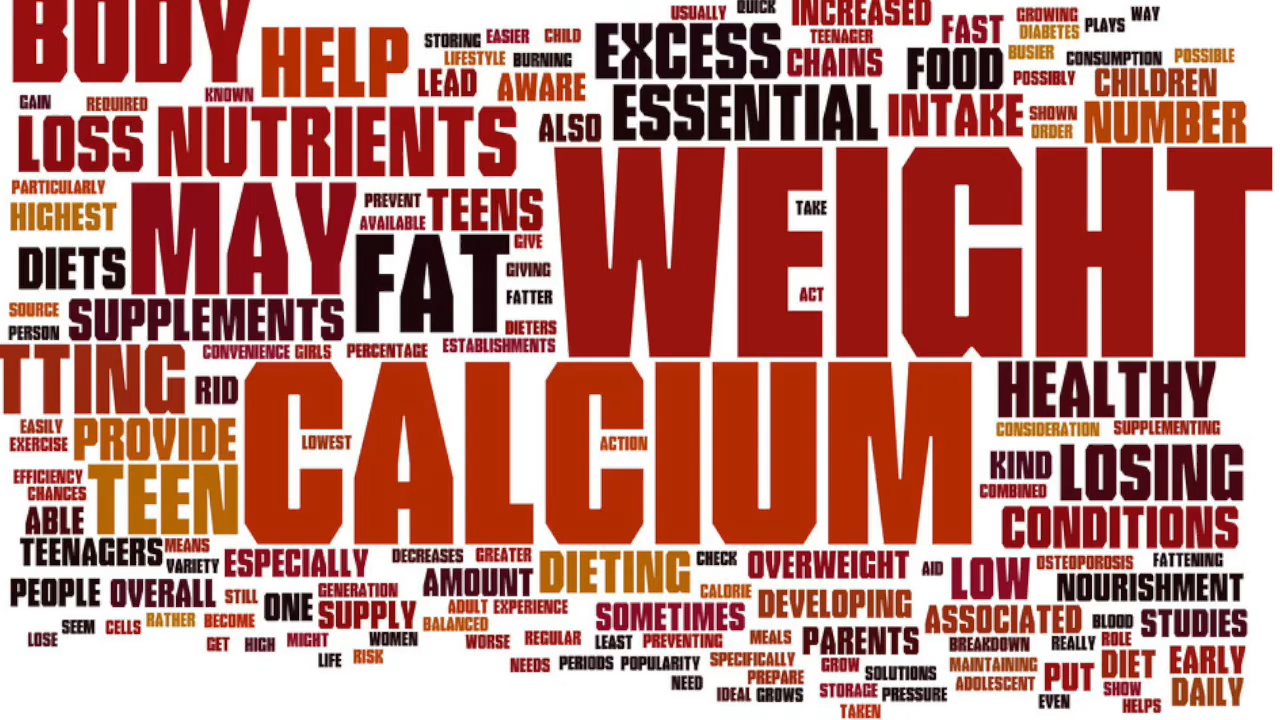 BODY HELP STORING EASIER CHILD EXCESS USUALLY QUICK INCREASED FAST GROWING PLAYS WAY
LIFESTYLE BURNING TEENAGER CHAINS DIABETES
LEAD AWARE FOOD BUSIER CONSUMPTION POSSIBLE
GAIN REQUIRED KNOWN POSSIBLY CHILDREN
LOSS NUTRIENTS ALSO ESSENTIAL INTAKE SHOWN ORDER NUMBER
PARTICULARLY
HIGHEST MAY PREVENT AVAILABLE TEENS WEIGHT TAKE
DIETS FAT GIVE GIVING FATTER ACT
SOURCE SUPPLEMENTS DIETERS
PERSON CONVENIENCE GIRLS PERCENTAGE ESTABLISHMENTS
TTING RID CALCIUM HEALTHY
EASILY PROVIDE LOWEST ACTION CONSIDERATION SUPPLEMENTING
EXERCISE
EFFICIENCY TEEN KIND LOSING
CHANCES COMBINED
ABLE CONDITIONS
TEENAGERS MEANS ESPECIALLY DECREASES GREATER DIETING CHECK OVERWEIGHT AID LOW OSTEOPOROSIS FATTENING
VARIETY
PEOPLE OVERALL STILL GENERATION AMOUNT CALORIE NOURISHMENT
ONE SUPPLY ADULT EXPERIENCE SOMETIMES DEVELOPING ASSOCIATED BLOOD STUDIES
SEEM CELLS RATHER BECOME BALANCED
LOSE GET HIGH MIGHT WOMEN WORSE REGULAR LEAST PREVENTING MEALS PARENTS BREAKDOWN REALLY ROLE
LIFE RISK NEEDS PERIODS POPULARITY SPECIFICALLY GROW SOLUTIONS MAINTAINING PUT DIET EARLY
NEED PREPARE ADOLESCENT
IDEAL GROWS STORAGE PRESSURE EVEN SHOW DAILY
TAKEN HELPS